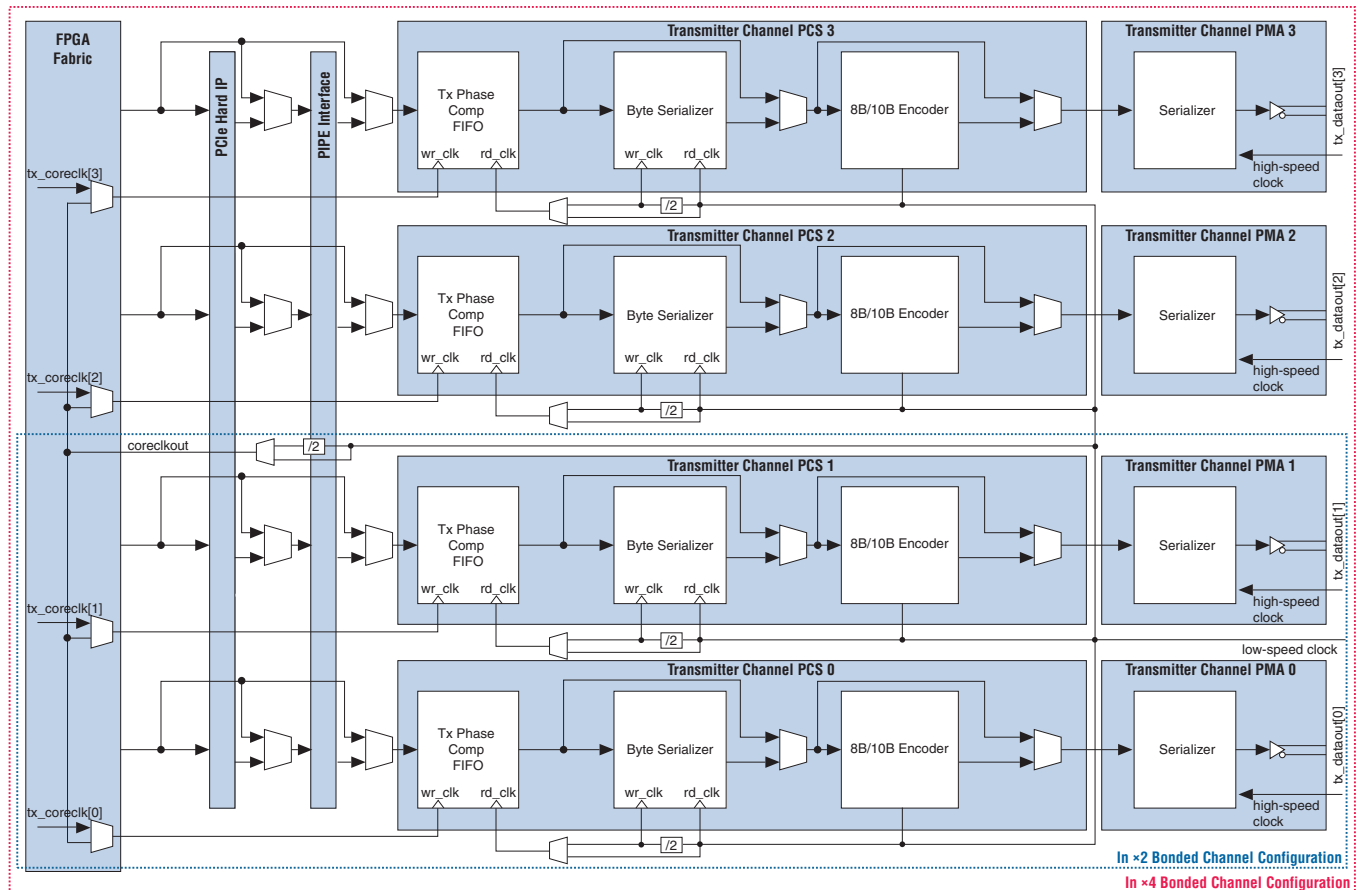 FPGA
Fabric
PCIe Hard IP
PIPE Interface
Transmitter Channel PCS 3
Tx Phase
Comp
FIFO
wr_clk rd_clk
Byte Serializer
wr_clk rd_clk
8B/10B Encoder
/2
Transmitter Channel PMA 3
Serializer
high-speed
clock
tx_dataout[3]
tx_coreclk[3]
Transmitter Channel PCS 2
Tx Phase
Comp
FIFO
wr_clk rd_clk
Byte Serializer
wr_clk rd_clk
8B/10B Encoder
/2
Transmitter Channel PMA 2
Serializer
high-speed
clock
tx_dataout[2]
tx_coreclk[2]
coreclkout
/2
Transmitter Channel PCS 1
Tx Phase
Comp
FIFO
wr_clk rd_clk
Byte Serializer
wr_clk rd_clk
8B/10B Encoder
/2
Transmitter Channel PMA 1
Serializer
high-speed
clock
tx_dataout[1]
tx_coreclk[1]
low-speed clock
Transmitter Channel PCS 0
Tx Phase
Comp
FIFO
wr_clk rd_clk
Byte Serializer
wr_clk rd_clk
8B/10B Encoder
/2
Transmitter Channel PMA 0
Serializer
high-speed
clock
tx_dataout[0]
tx_coreclk[0]
In ×2 Bonded Channel Configuration
In ×4 Bonded Channel Configuration